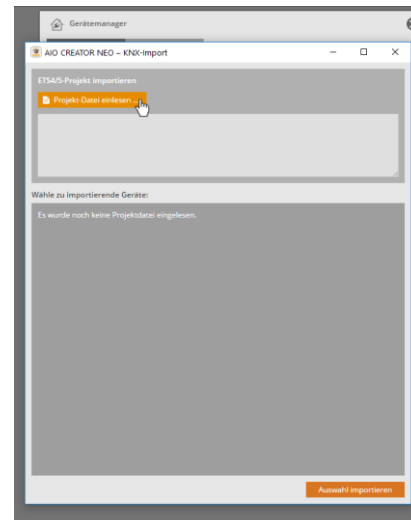 Gerätemanager
AIO CREATOR NEO – KNX-Import
ETS4/5-Projekt importieren
Projekt-Datei einlesen ...
Wähle zu importierende Geräte:
Es wurde noch keine Projektdatei eingelesen.
Auswahl importieren